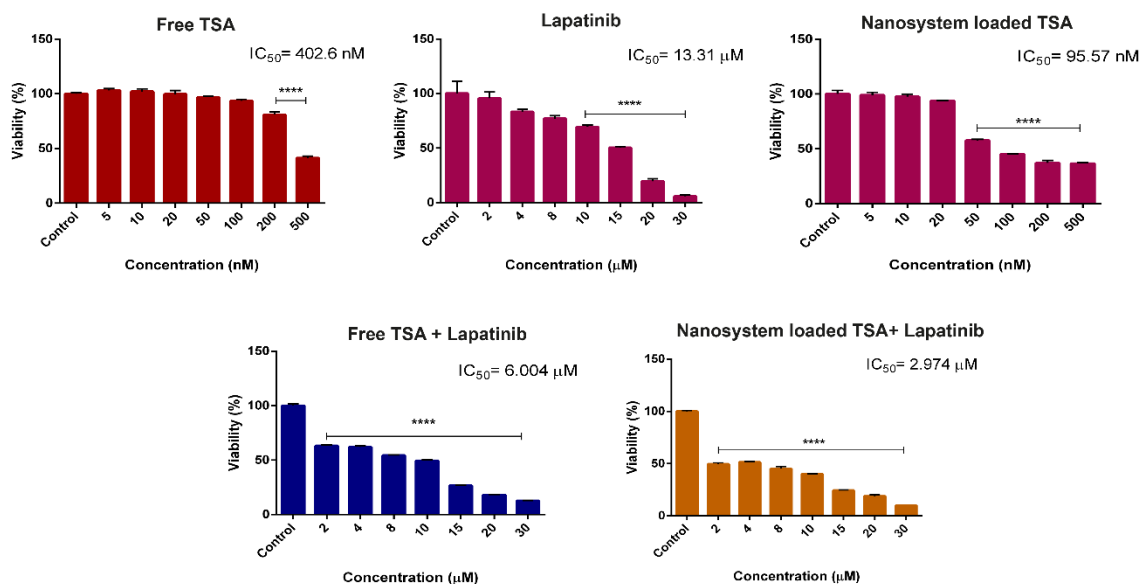 Free TSA
IC50= 402.6 nM
Viability (%)
150
100
50
0
****
Control 5 10 20 50 100 200 500
Concentration (nM)
Lapatinib
IC50= 13.31 μM
Viability (%)
150
100
50
0
****
Control 2 4 8 10 15 20 30
Concentration (μM)
Nanosystem loaded TSA
IC50= 95.57 nM
Viability (%)
150
100
50
0
****
Control 5 10 20 50 100 200 500
Concentration (nM)
Free TSA + Lapatinib
IC50= 6.004 μM
Viability (%)
150
100
50
0
****
Control 2 4 8 10 15 20 30
Concentration (μM)
Nanosystem loaded TSA+ Lapatinib
IC50= 2.974 μM
Viability (%)
150
100
50
0
****
Control 2 4 8 10 15 20 30
Concentration (μM)